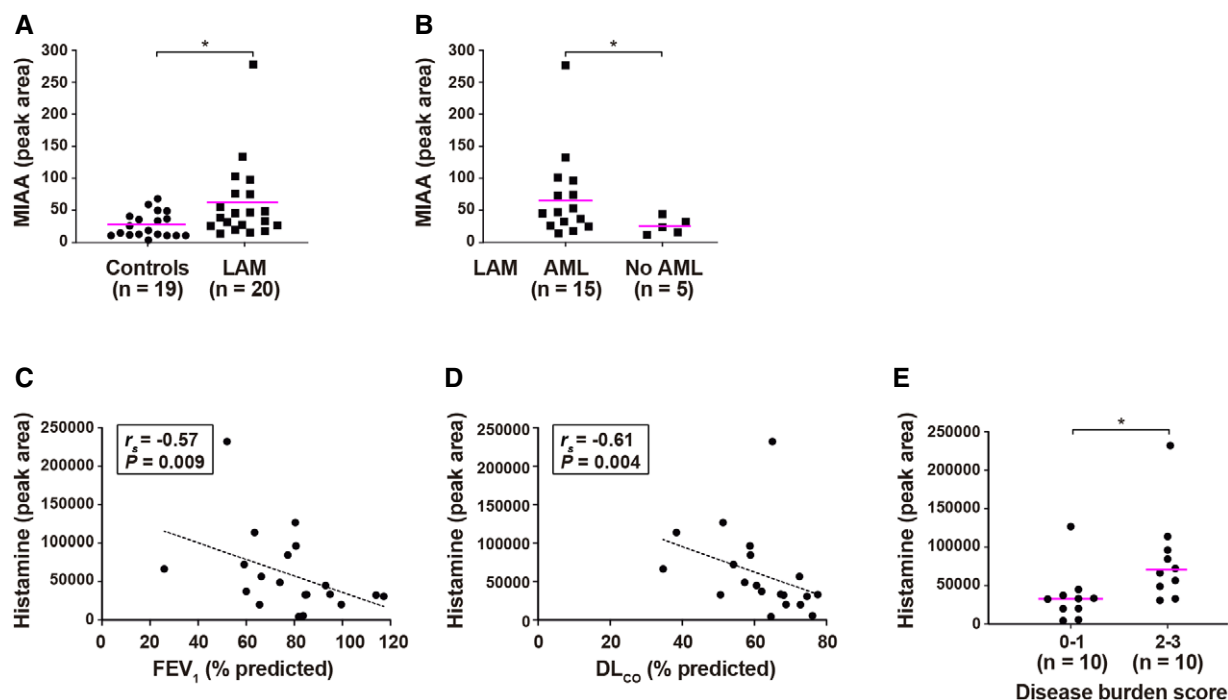 A
*
300
250
200
150
100
50
0
MIAA (peak area)
Controls
(n = 19)
LAM
(n = 20)
B
*
300
250
200
150
100
50
0
MIAA (peak area)
LAM
AML
(n = 15)
No AML
(n = 5)
C
250000
200000
150000
100000
50000
0
Histamine (peak area)
rs = -0.57
P = 0.009
0 20 40 60 80 100 120
FEV1 (% predicted)
D
250000
200000
150000
100000
50000
0
Histamine (peak area)
rs = -0.61
P = 0.004
0 20 40 60 80
DLCO (% predicted)
E
*
250000
200000
150000
100000
50000
0
Histamine (peak area)
0-1
(n = 10)
2-3
(n = 10)
Disease burden score